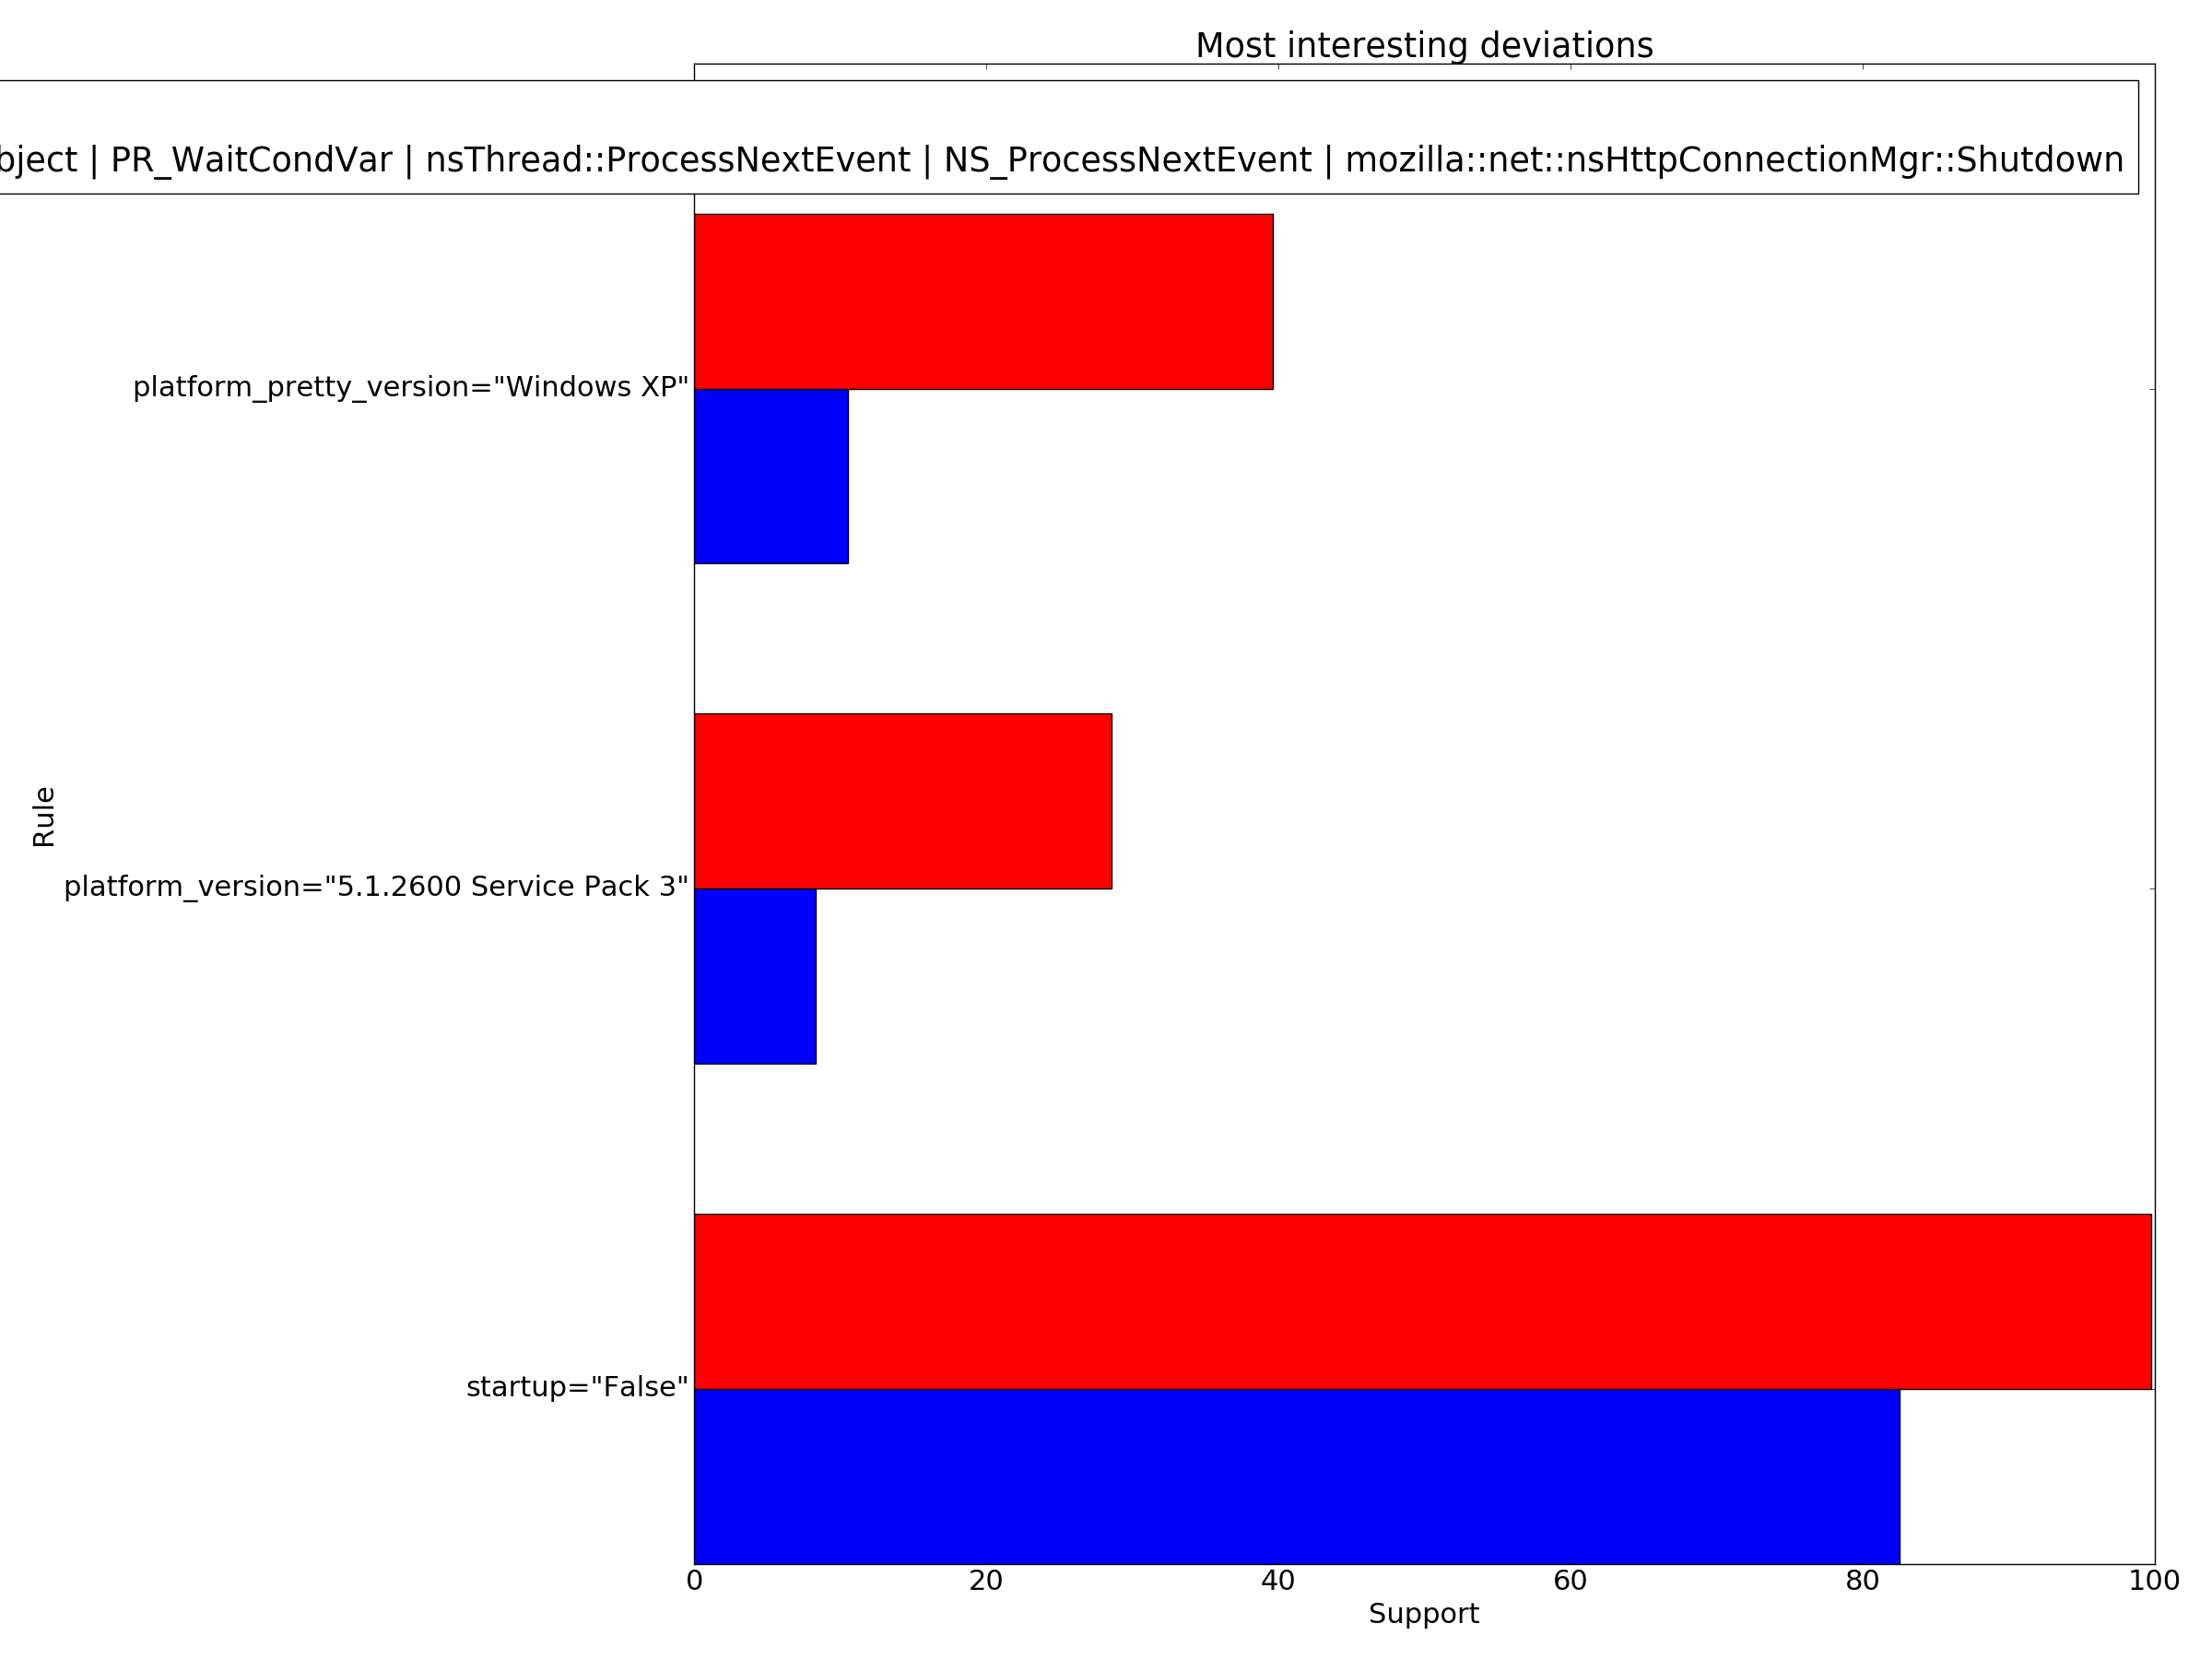 Most interesting deviations
| PR_WaitCondVar | nsThread::ProcessNextEvent | NS_ProcessNextEvent | mozilla::net::nsHttpConnectionMgr::Shutdown
platform_pretty_version="Windows XP"
Rule
platform_version="5.1.2600 Service Pack 3"
startup="False"
0 20 40 60 80 100
Support